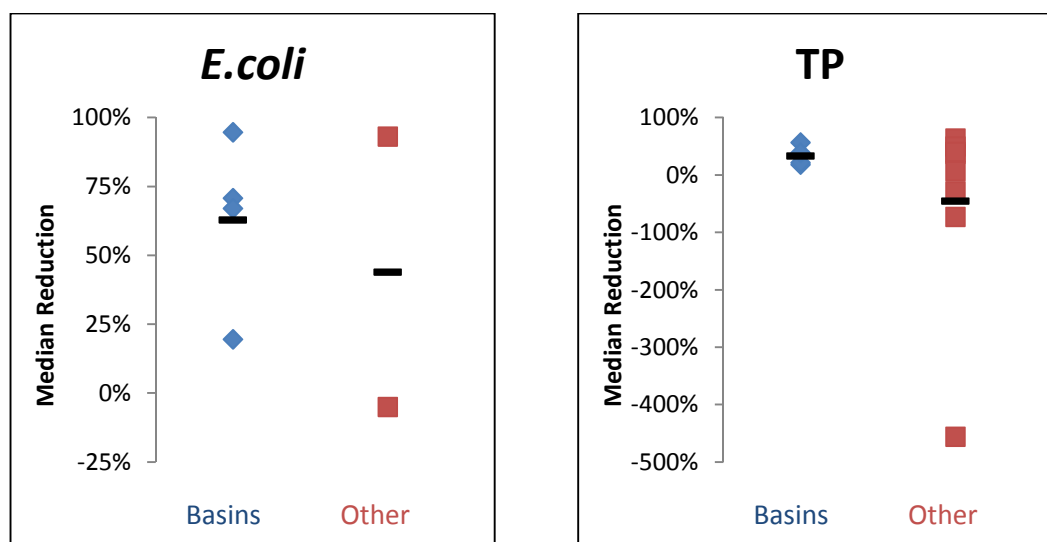 E.coli
Median Reduction
100%
75%
50%
25%
0%
-25%
Basins Other
TP
Median Reduction
100%
0%
-100%
-200%
-300%
-400%
-500%
Basins Other